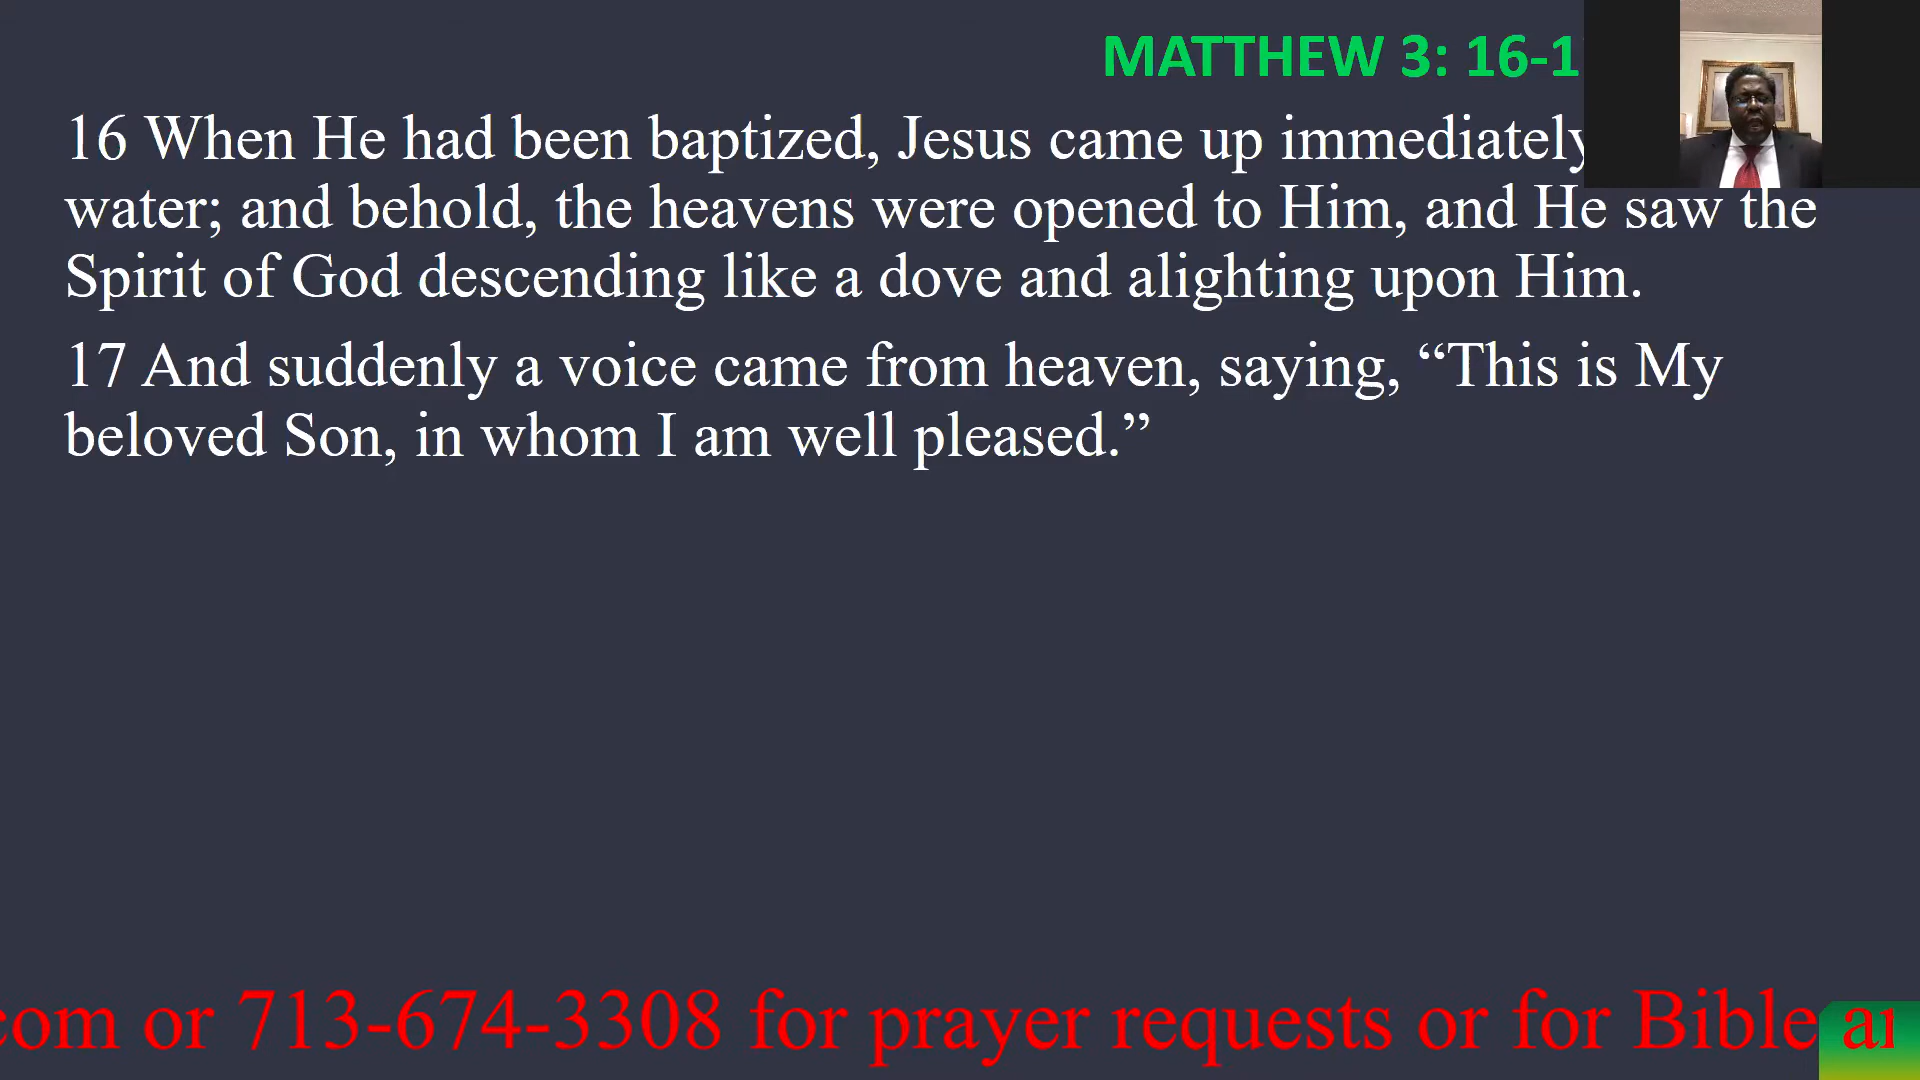 MATTHEW 3: 16-1
16 When He had been baptized, Jesus came up immediately
water; and behold, the heavens were opened to Him, and He saw the
Spirit of God descending like a dove and alighting upon Him.
17 And suddenly a voice came from heaven, saying, “This is My
beloved Son, in whom I am well pleased.”
com or 713-674-3308 for prayer requests or for Bible